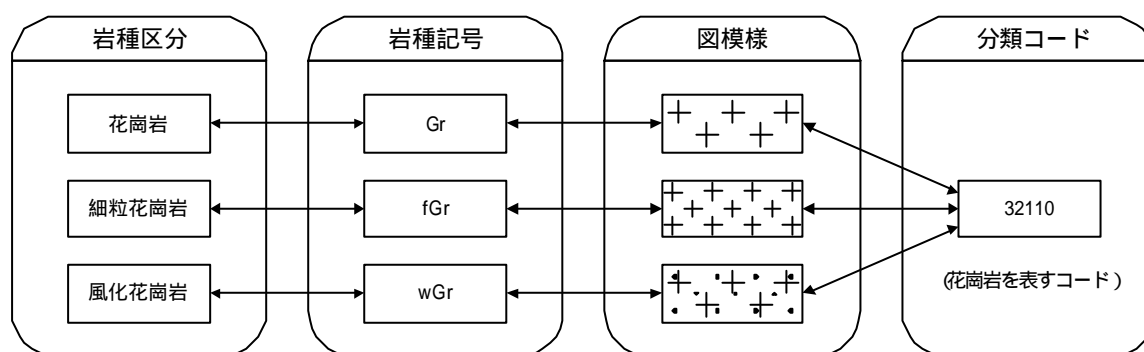 岩種区分
岩種記号
図模様
分類コード
花崗岩
Gr
細粒花崗岩
fGr
32110
風化花崗岩
wGr
(花崗岩を表すコード)